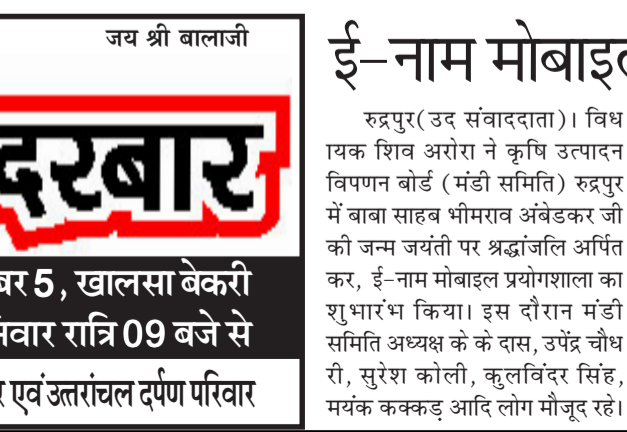 जय श्री बालाजी
दरबार
5, खालसा बेकरी
रात्रि 09 बजे से
एवं उत्तरांचल दर्पण परिवार
ई-नाम
रुद्रपुर(उद संवाददाता)। विध
ायक शिव अरोरा ने कृषि उत्पादन
विपणन बोर्ड (मंडी समिति) रुद्रपुर
में बाबा साहब भीमराव अंबेडकर जी
की जन्म जयंती पर श्रद्धांजलि अर्पित
कर, ई-नाम मोबाइल प्रयोगशाला का
शुभारंभ किया। इस दौरान मंडी
समिति अध्यक्ष के के दास, उपेंद्र चौध
री, सुरेश कोली, कुलविंदर सिंह,
मयंक कक्कड़ आदि लोग मौजूद रहे।